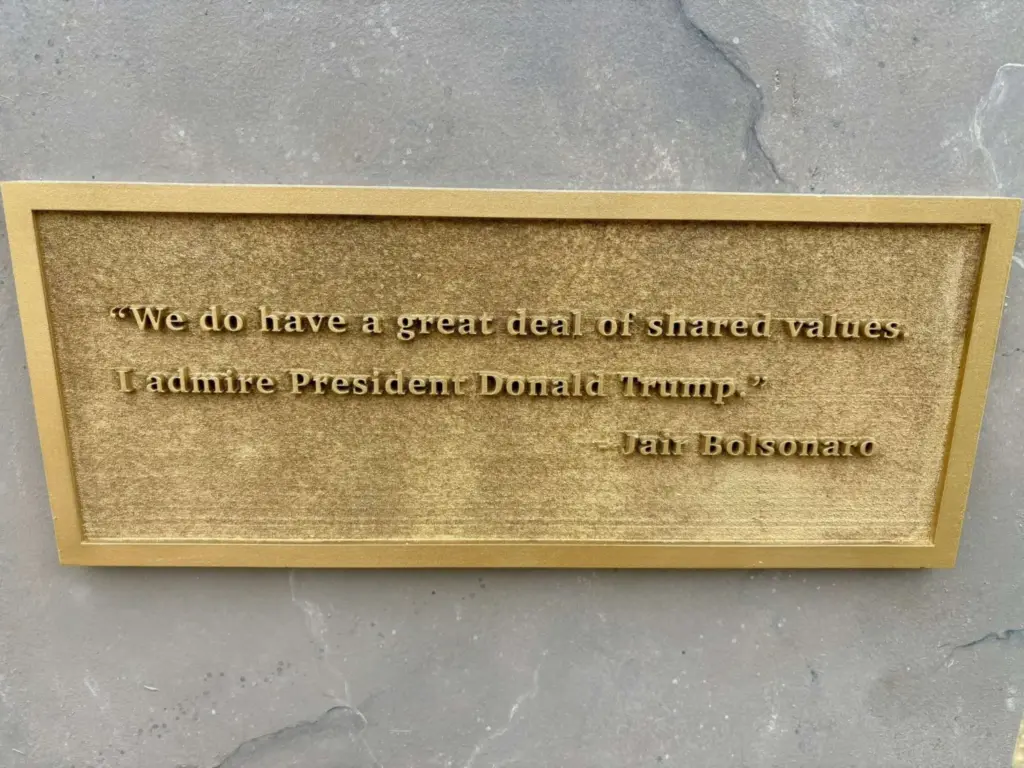 “We do have a great deal of shared values.
I admire President Donald Trump.”
– Jair Bolsonaro